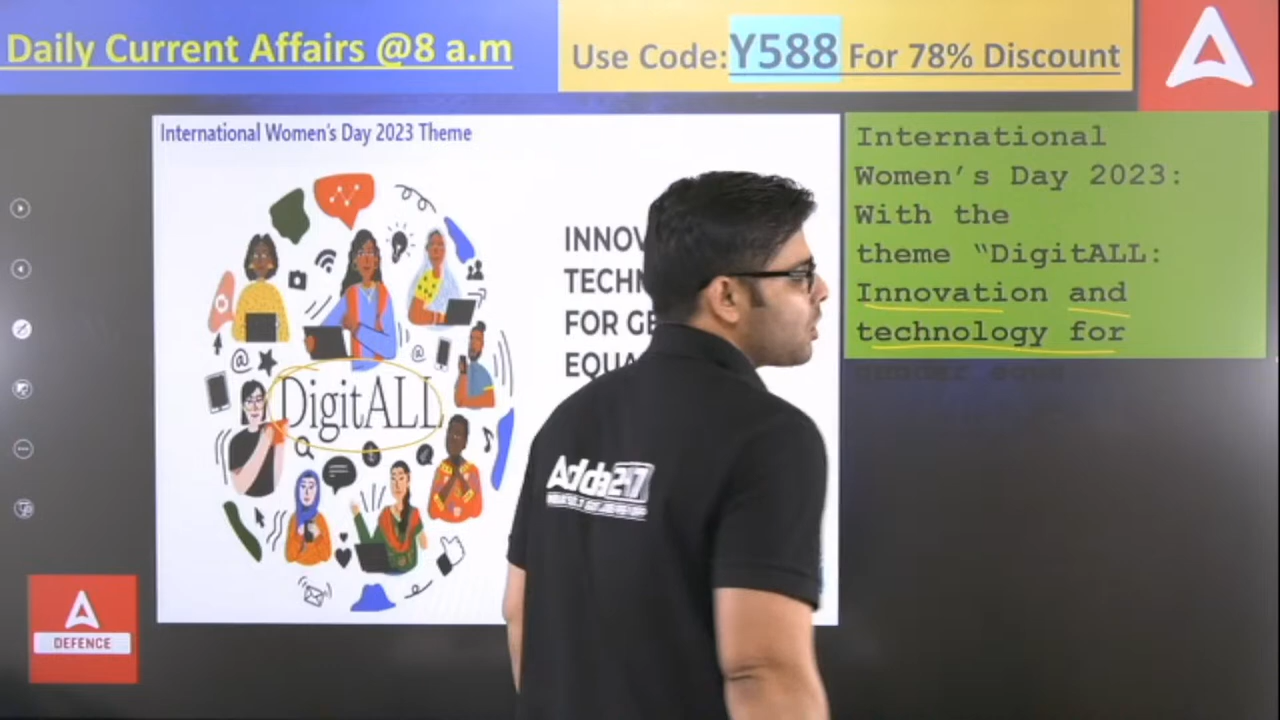 Daily Current Affairs @8 a.m
Use Code:Y588 For 78% Discount
International Women's Day 2023 Theme
INNOV
TECHN
FOR GE
EQUA
DigitALL
International
Women's Day 2023:
With the
theme “DigitALL:
Innovation and
technology for
Adda247
DEFENCE